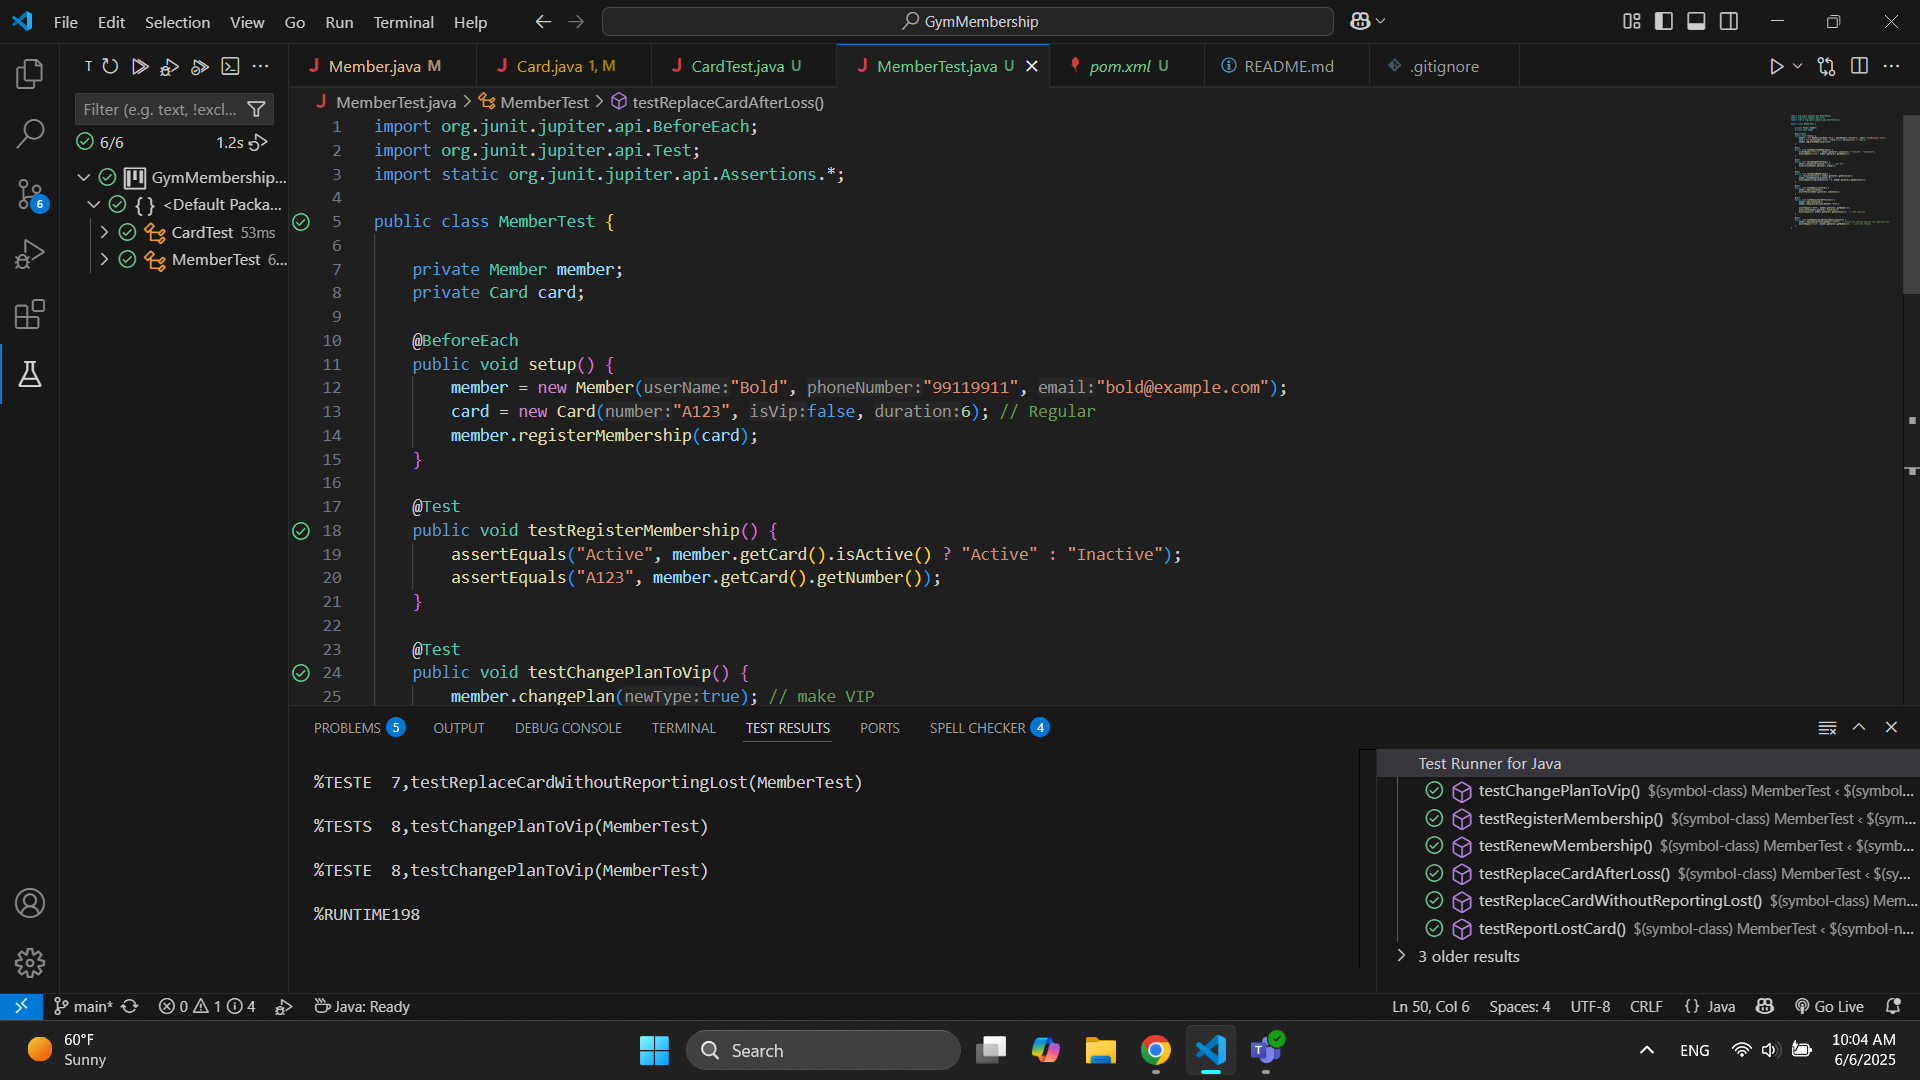 File Edit Selection View Go Run Terminal Help
GymMembership
T
Member.java M
Card.java 1, M
CardTest.java U
MemberTest.java U
pom.xml U
README.md
.gitignore
Filter (e.g. text, !excl...
6/6 1.2s
GymMembership...
<Default Packa...
CardTest 53ms
MemberTest 6...
6
MemberTest.java > MemberTest > testReplaceCardAfterLoss()
1 import org.junit.jupiter.api.BeforeEach;
2 import org.junit.jupiter.api.Test;
3 import static org.junit.jupiter.api.Assertions.*;
4
5 public class MemberTest {
6
7 private Member member;
8 private Card card;
9
10 @BeforeEach
11 public void setup() {
12 member = new Member(userName:"Bold", phoneNumber:"99119911", email:"bold@example.com");
13 card = new Card(number:"A123", isVip:false, duration:6); // Regular
14 member.registerMembership(card);
15 }
16
17 @Test
18 public void testRegisterMembership() {
19 assertEquals("Active", member.getCard().isActive() ? "Active" : "Inactive");
20 assertEquals("A123", member.getCard().getNumber());
21 }
22
23 @Test
24 public void testChangePlanToVip() {
25 member.changePlan(newType:true); // make VIP
PROBLEMS 5 OUTPUT DEBUG CONSOLE TERMINAL TEST RESULTS PORTS SPELL CHECKER 4
%TESTE 7,testReplaceCardWithoutReportingLost(MemberTest)
%TESTS 8,testChangePlanToVip(MemberTest)
%TESTE 8,testChangePlanToVip(MemberTest)
%RUNTIME198
Test Runner for Java
testChangePlanToVip() $(symbol-class) MemberTest < $(symbol...
testRegisterMembership() $(symbol-class) MemberTest < $(sym...
testRenewMembership() $(symbol-class) MemberTest < $(symb...
testReplaceCardAfterLoss() $(symbol-class) MemberTest < $(sy...
testReplaceCardWithoutReportingLost() $(symbol-class) Mem...
testReportLostCard() $(symbol-class) MemberTest < $(symbol-n...
3 older results
main* 0 1 4 Java: Ready Ln 50, Col 6 Spaces: 4 UTF-8 CRLF {} Java Go Live
60°F
Sunny
Search
ENG
10:04 AM
6/6/2025